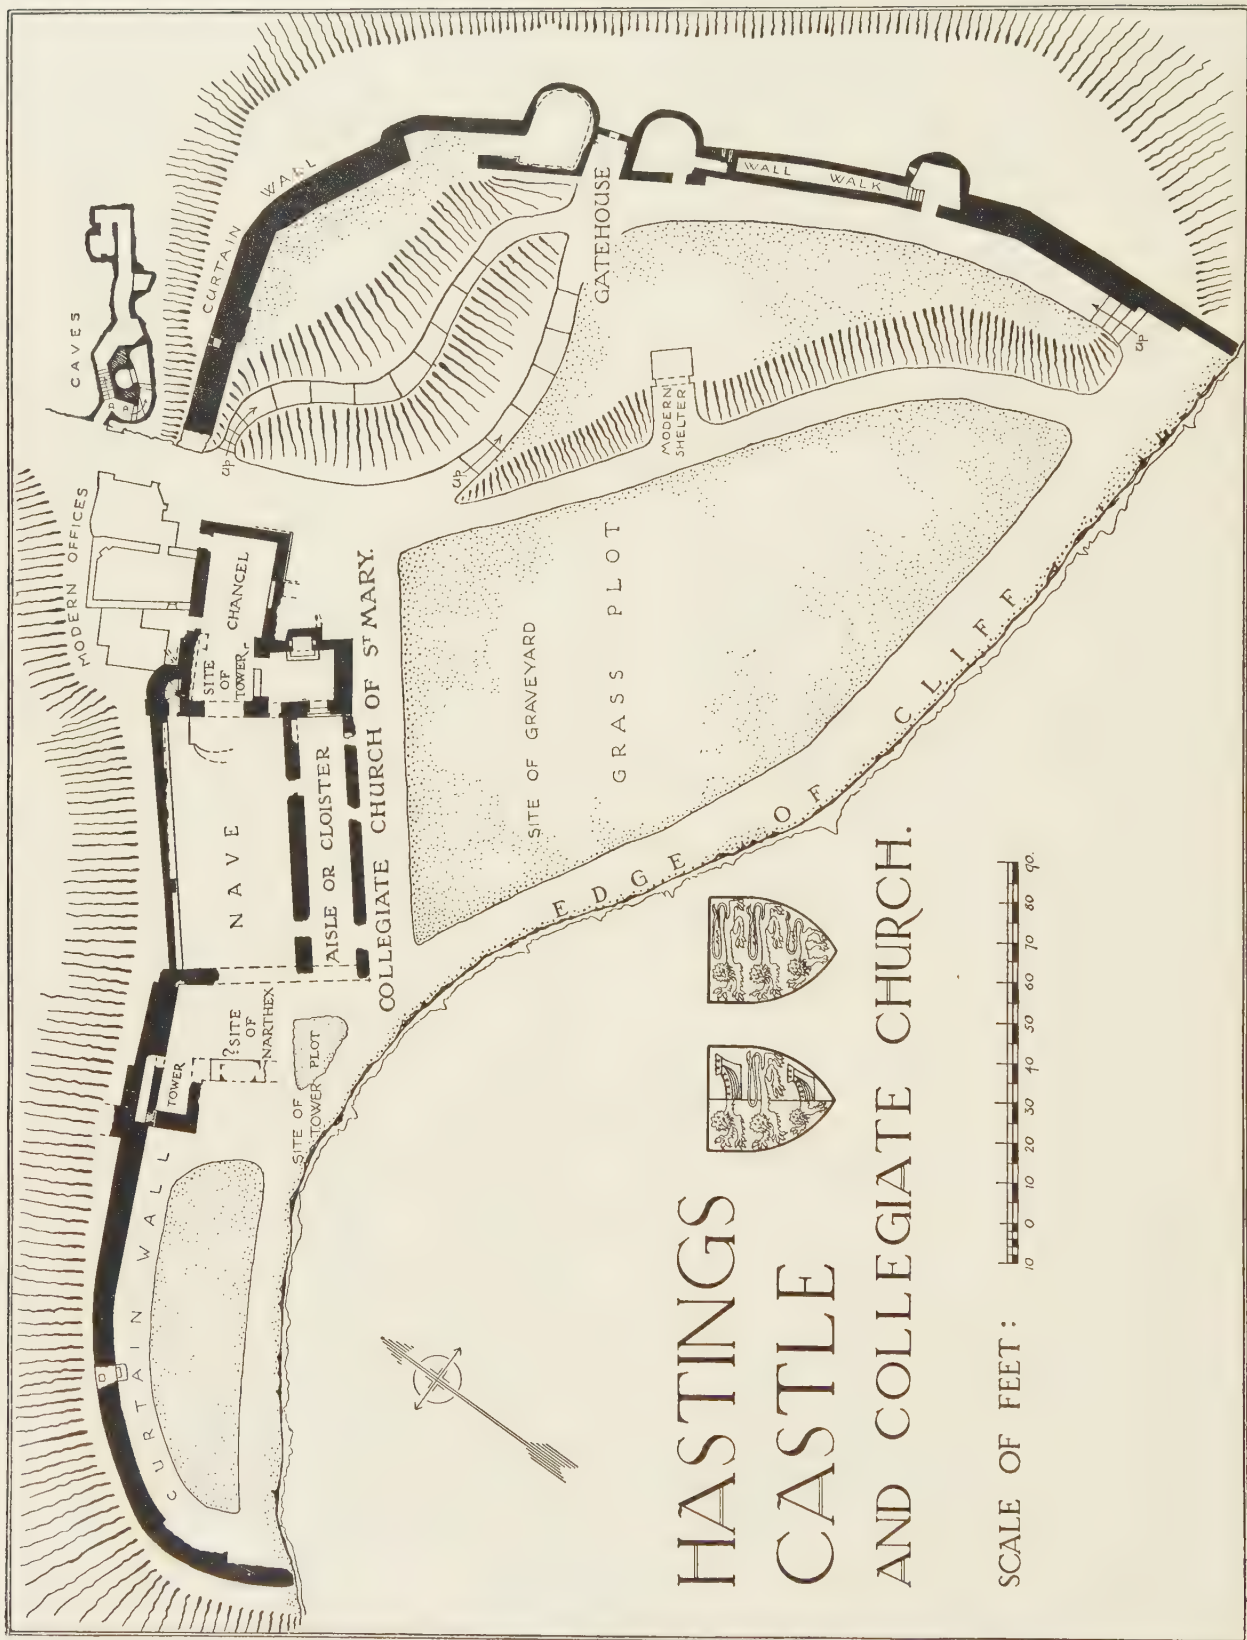 CAVES
CURTAIN WALL
WALL WALK
GATEHOUSE
UP
UP
UP
MODERN
SHELTER
MODERN OFFICES
CHANCEL
SITE
OF
TOWER
D
D
COLLEGIATE CHURCH OF ST MARY.
NAVE
AISLE OR CLOISTER
SITE OF GRAVEYARD
GRASS PLOT
EDGE OF CLIFF
?SITE
OF
NARTHEX
TOWER
SITE OF
TOWER PLOT
CURTAIN WALL
HASTINGS
CASTLE
AND COLLEGIATE CHURCH.
SCALE OF FEET:
10 0 10 20 30 40 50 60 70 80 90.